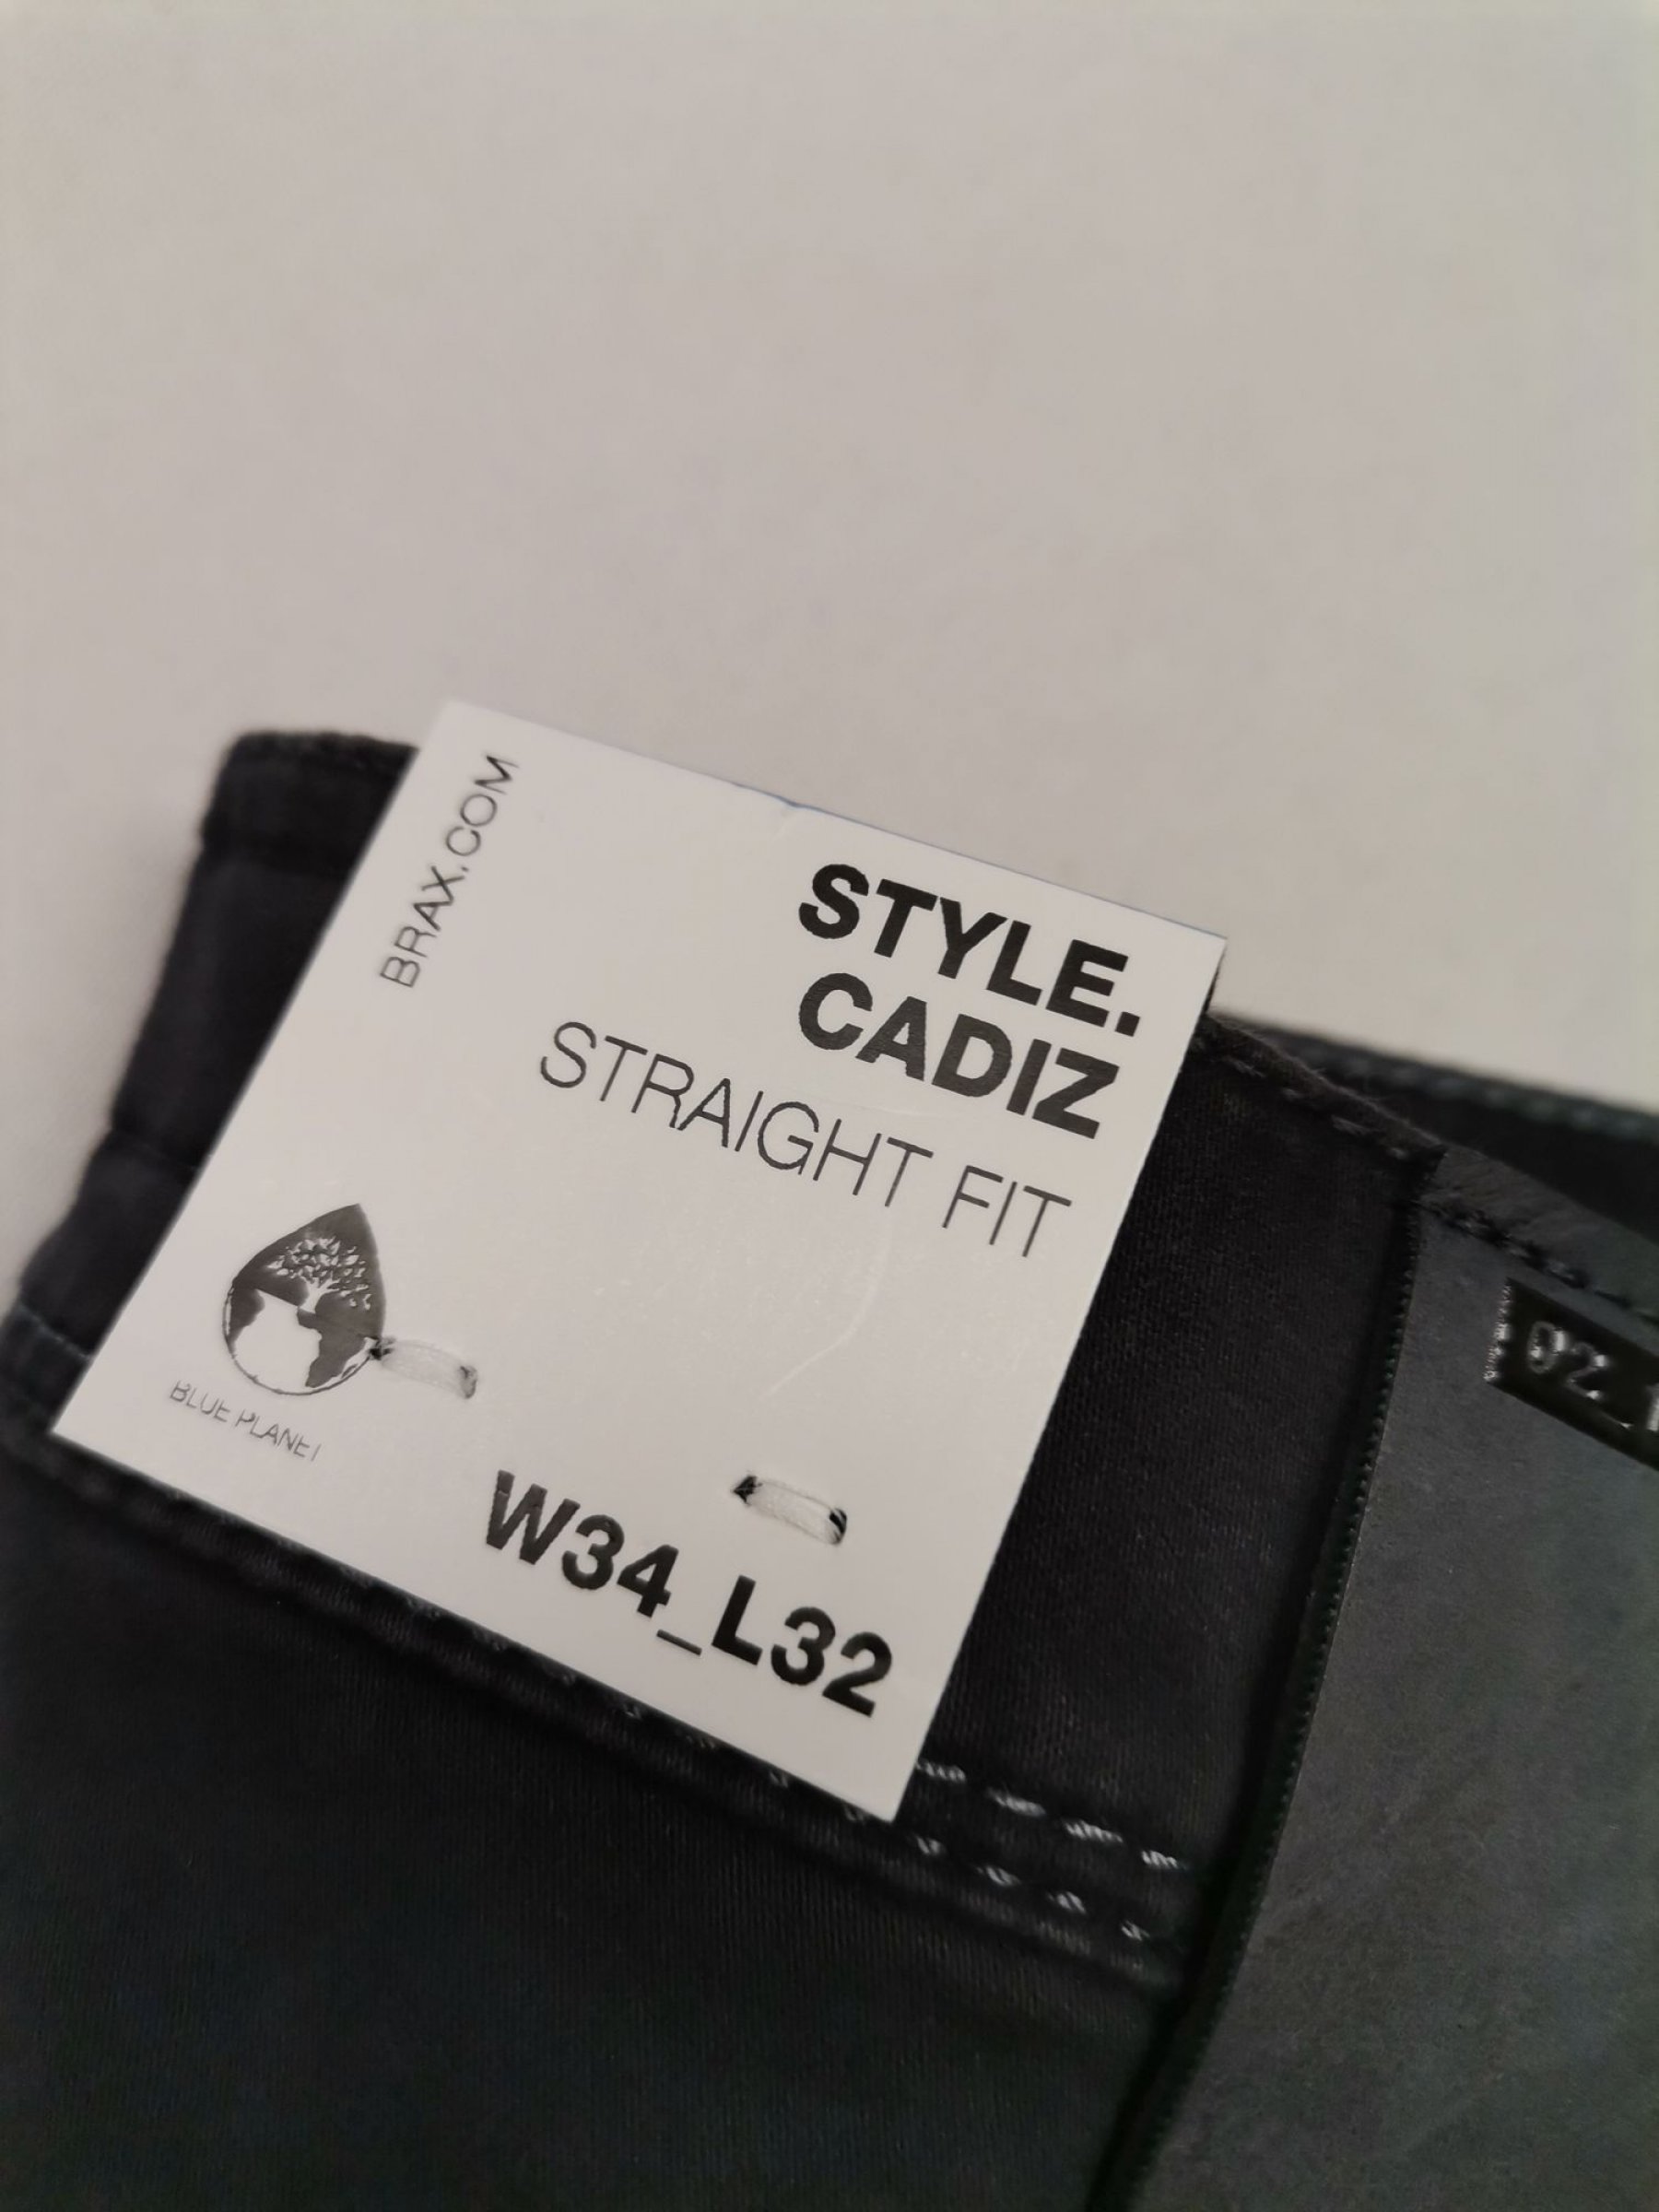 BRAX.COM
STYLE.
CADIZ
STRAIGHT FIT
BLUE PLANET
W34_L32